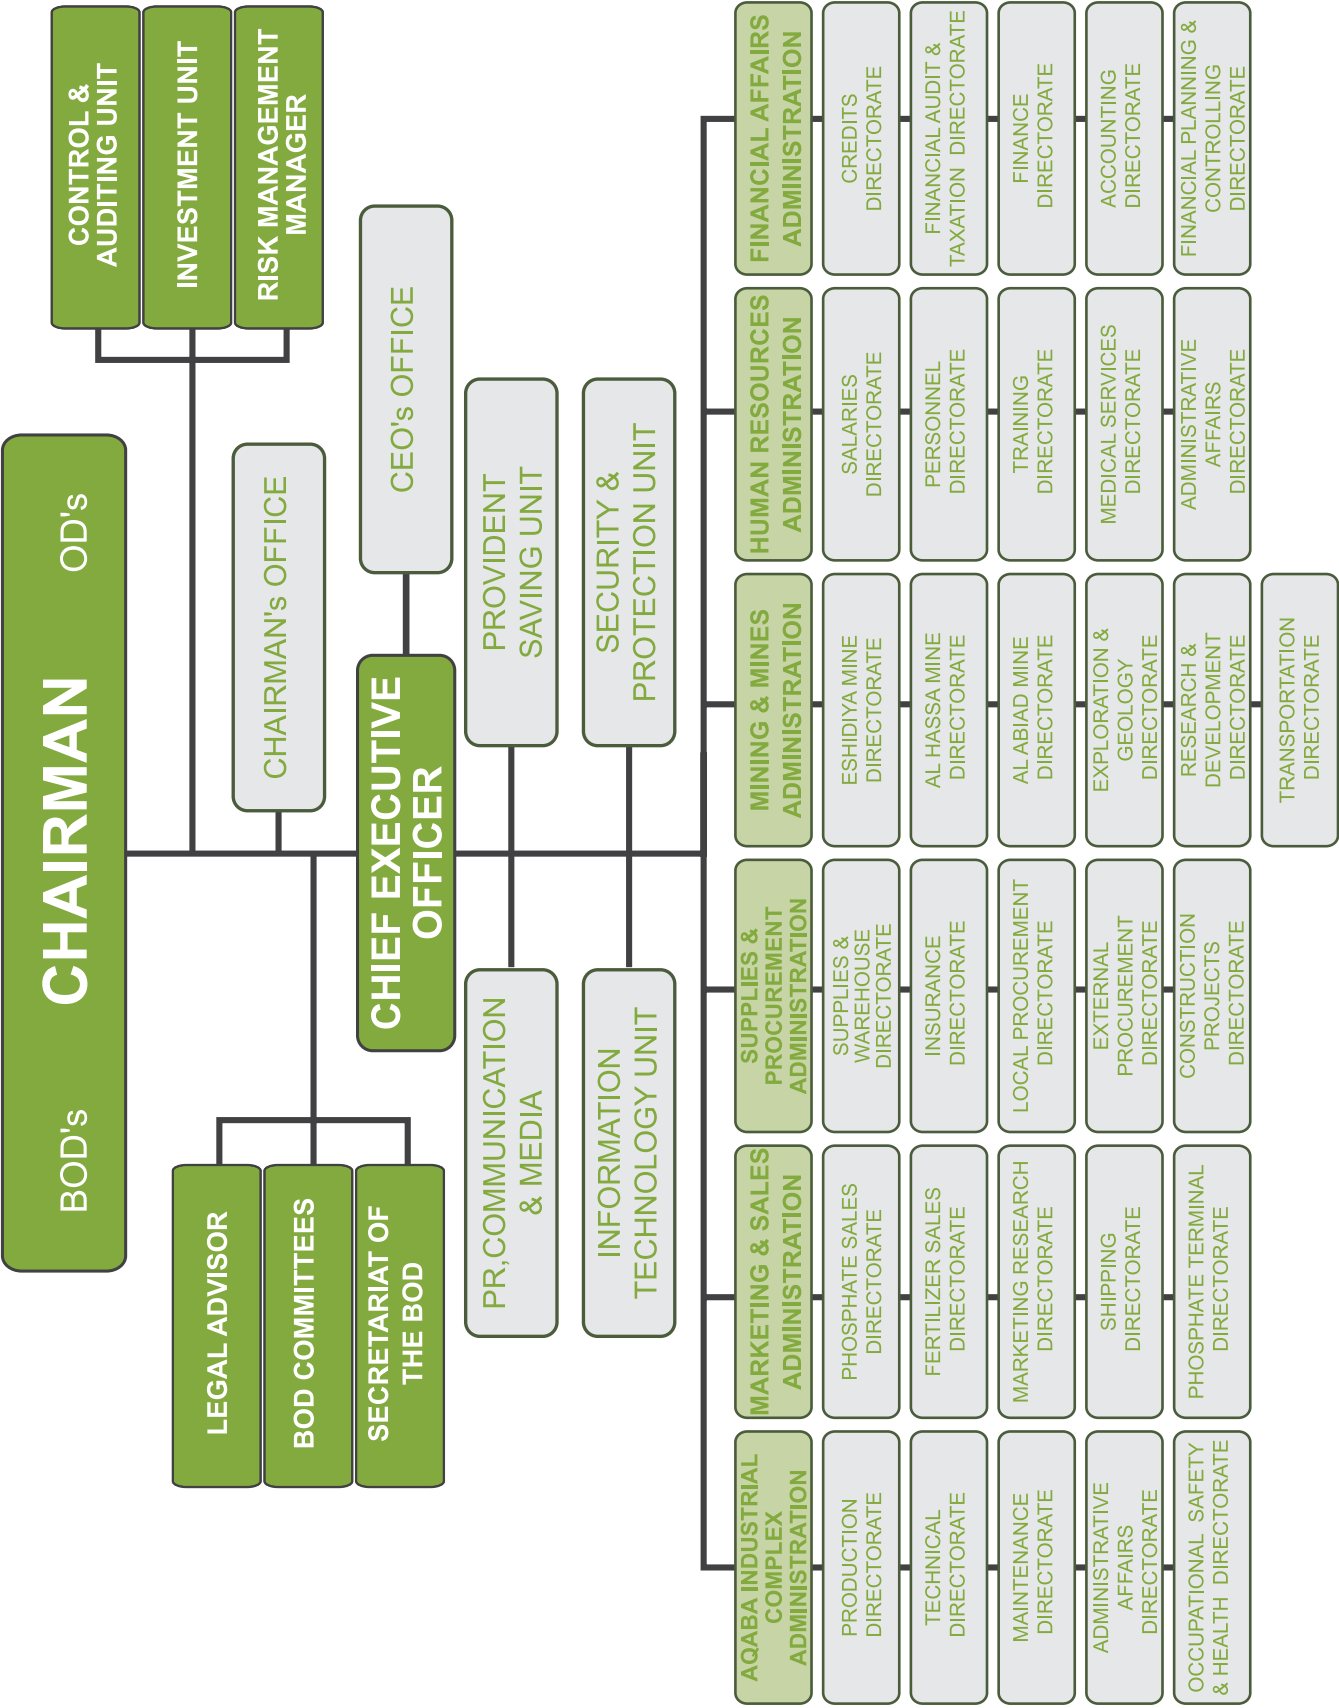 BOD's
CHAIRMAN
OD's
LEGAL ADVISOR
BOD COMMITTEES
SECRETARIAT OF
THE BOD
CHAIRMAN's OFFICE
CONTROL &
AUDITING UNIT
INVESTMENT UNIT
RISK MANAGEMENT
MANAGER
CHIEF EXECUTIVE
OFFICER
CEO's OFFICE
PR,COMMUNICATION
& MEDIA
PROVIDENT
SAVING UNIT
INFORMATION
TECHNOLOGY UNIT
SECURITY &
PROTECTION UNIT
AQABA INDUSTRIAL
COMPLEX
ADMINISTRATION
PRODUCTION
DIRECTORATE
TECHNICAL
DIRECTORATE
MAINTENANCE
DIRECTORATE
ADMINISTRATIVE
AFFAIRS
DIRECTORATE
OCCUPATIONAL SAFETY
& HEALTH DIRECTORATE
MARKETING & SALES
ADMINISTRATION
PHOSPHATE SALES
DIRECTORATE
FERTILIZER SALES
DIRECTORATE
MARKETING RESEARCH
DIRECTORATE
SHIPPING
DIRECTORATE
PHOSPHATE TERMINAL
DIRECTORATE
SUPPLIES &
PROCUREMENT
ADMINISTRATION
SUPPLIES &
WAREHOUSE
DIRECTORATE
INSURANCE
DIRECTORATE
LOCAL PROCUREMENT
DIRECTORATE
EXTERNAL
PROCUREMENT
DIRECTORATE
CONSTRUCTION
PROJECTS
DIRECTORATE
MINING & MINES
ADMINISTRATION
ESHIDIYA MINE
DIRECTORATE
AL HASSA MINE
DIRECTORATE
AL ABIAD MINE
DIRECTORATE
EXPLORATION &
GEOLOGY
DIRECTORATE
RESEARCH &
DEVELOPMENT
DIRECTORATE
TRANSPORTATION
DIRECTORATE
HUMAN RESOURCES
ADMINISTRATION
SALARIES
DIRECTORATE
PERSONNEL
DIRECTORATE
TRAINING
DIRECTORATE
MEDICAL SERVICES
DIRECTORATE
ADMINISTRATIVE
AFFAIRS
DIRECTORATE
FINANCIAL AFFAIRS
ADMINISTRATION
CREDITS
DIRECTORATE
FINANCIAL AUDIT &
TAXATION DIRECTORATE
FINANCE
DIRECTORATE
ACCOUNTING
DIRECTORATE
FINANCIAL PLANNING &
CONTROLLING
DIRECTORATE